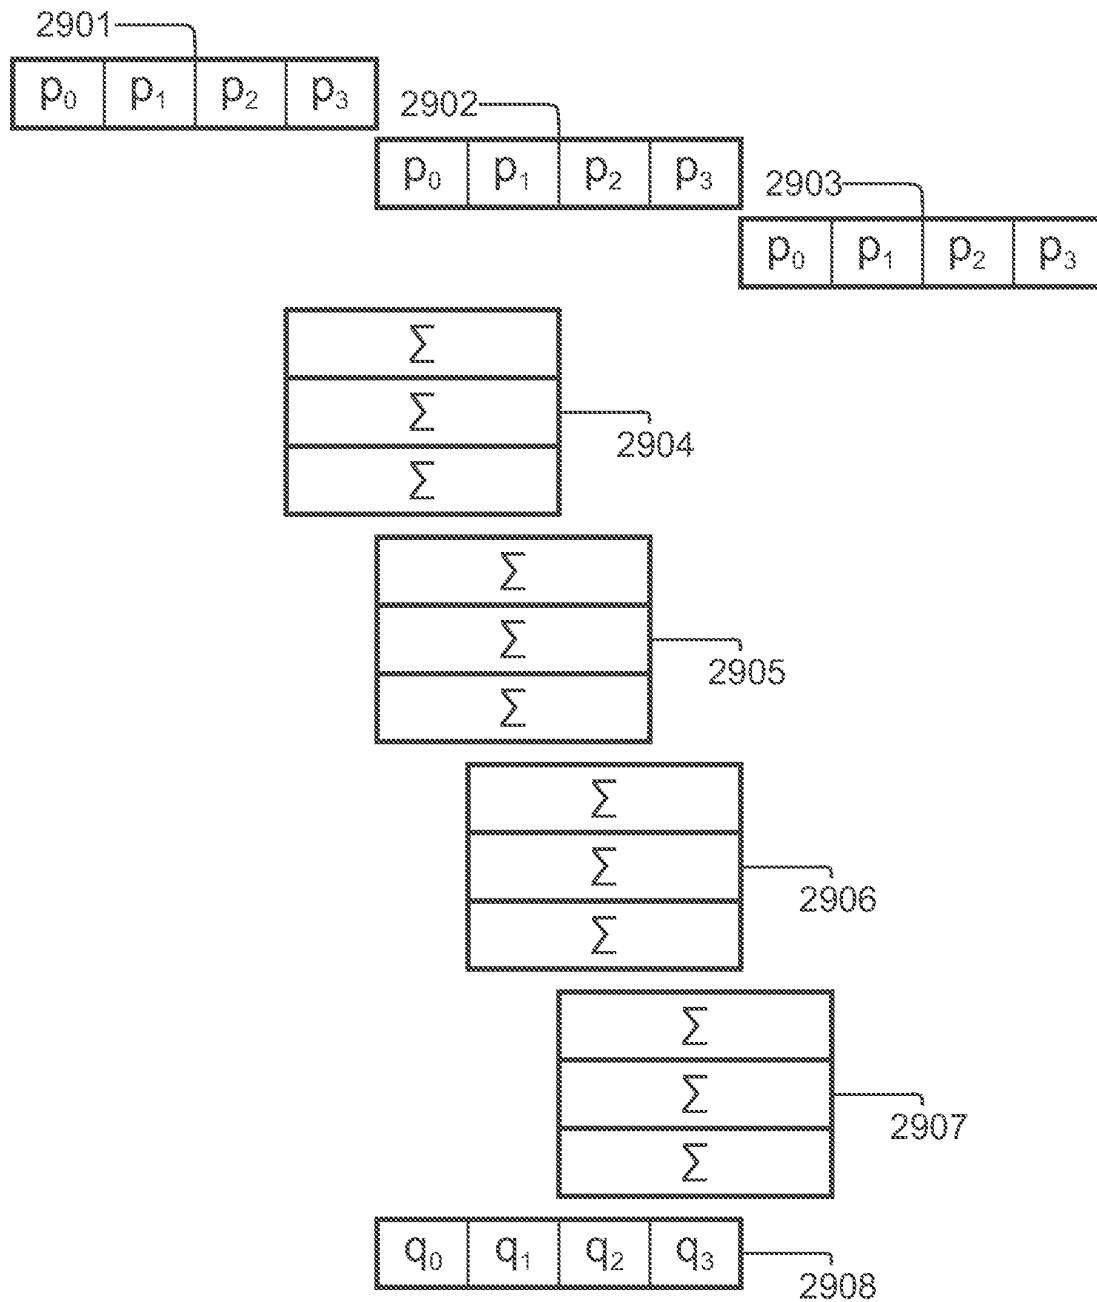 2901
p₀ p₁ p₂ p₃
2902
p₀ p₁ p₂ p₃
2903
p₀ p₁ p₂ p₃
Σ
Σ
Σ
2904
Σ
Σ
Σ
2905
Σ
Σ
Σ
2906
Σ
Σ
Σ
2907
q₀ q₁ q₂ q₃
2908